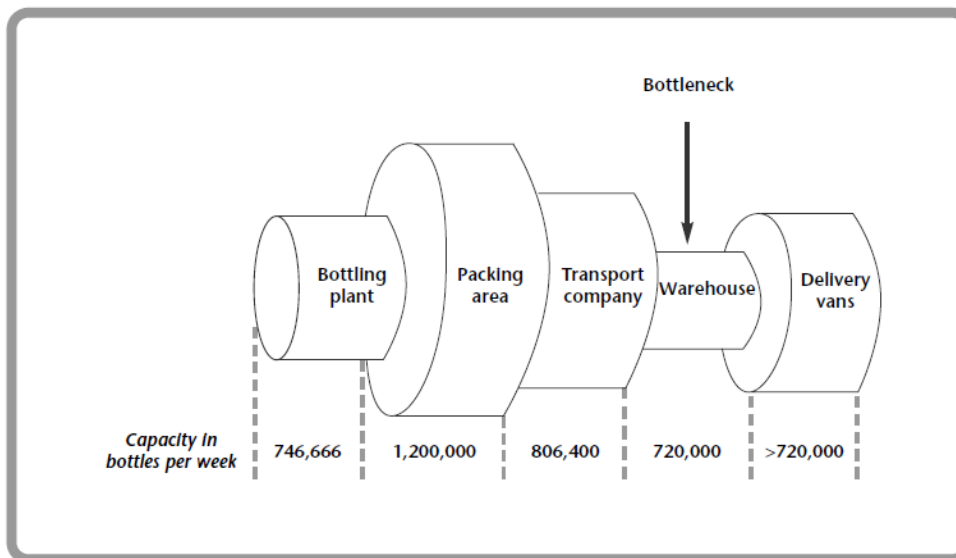 Bottleneck
Bottling
plant
Packing
area
Transport
company
Warehouse
Delivery
vans
Capacity in
bottles per week
746,666
1,200,000
806,400
720,000
>720,000